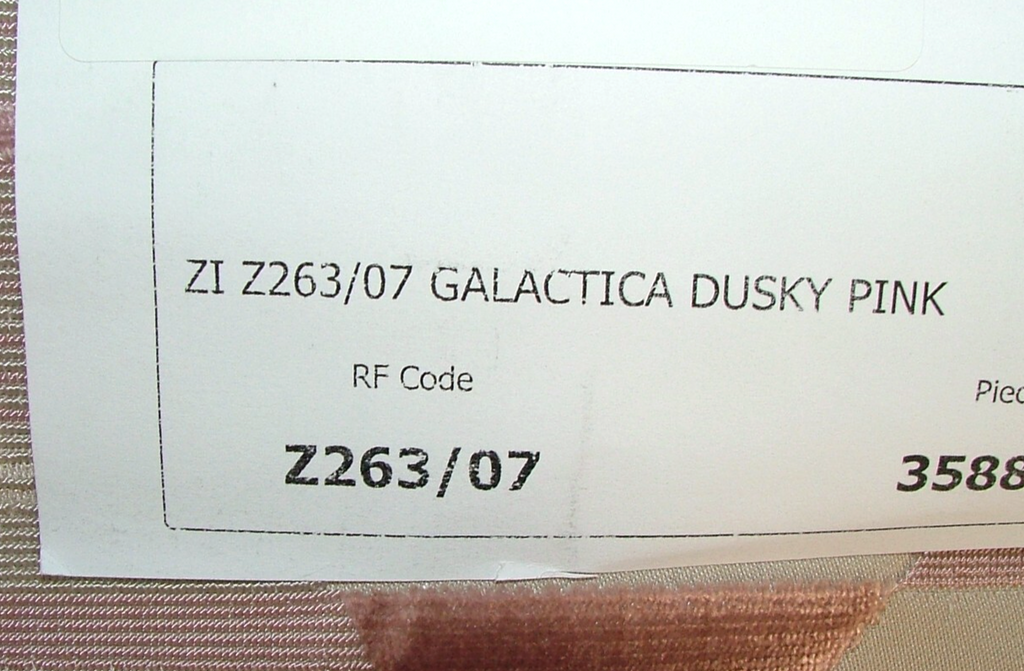 ZI Z263/07 GALACTICA DUSKY PINK
RF Code
Z263/07